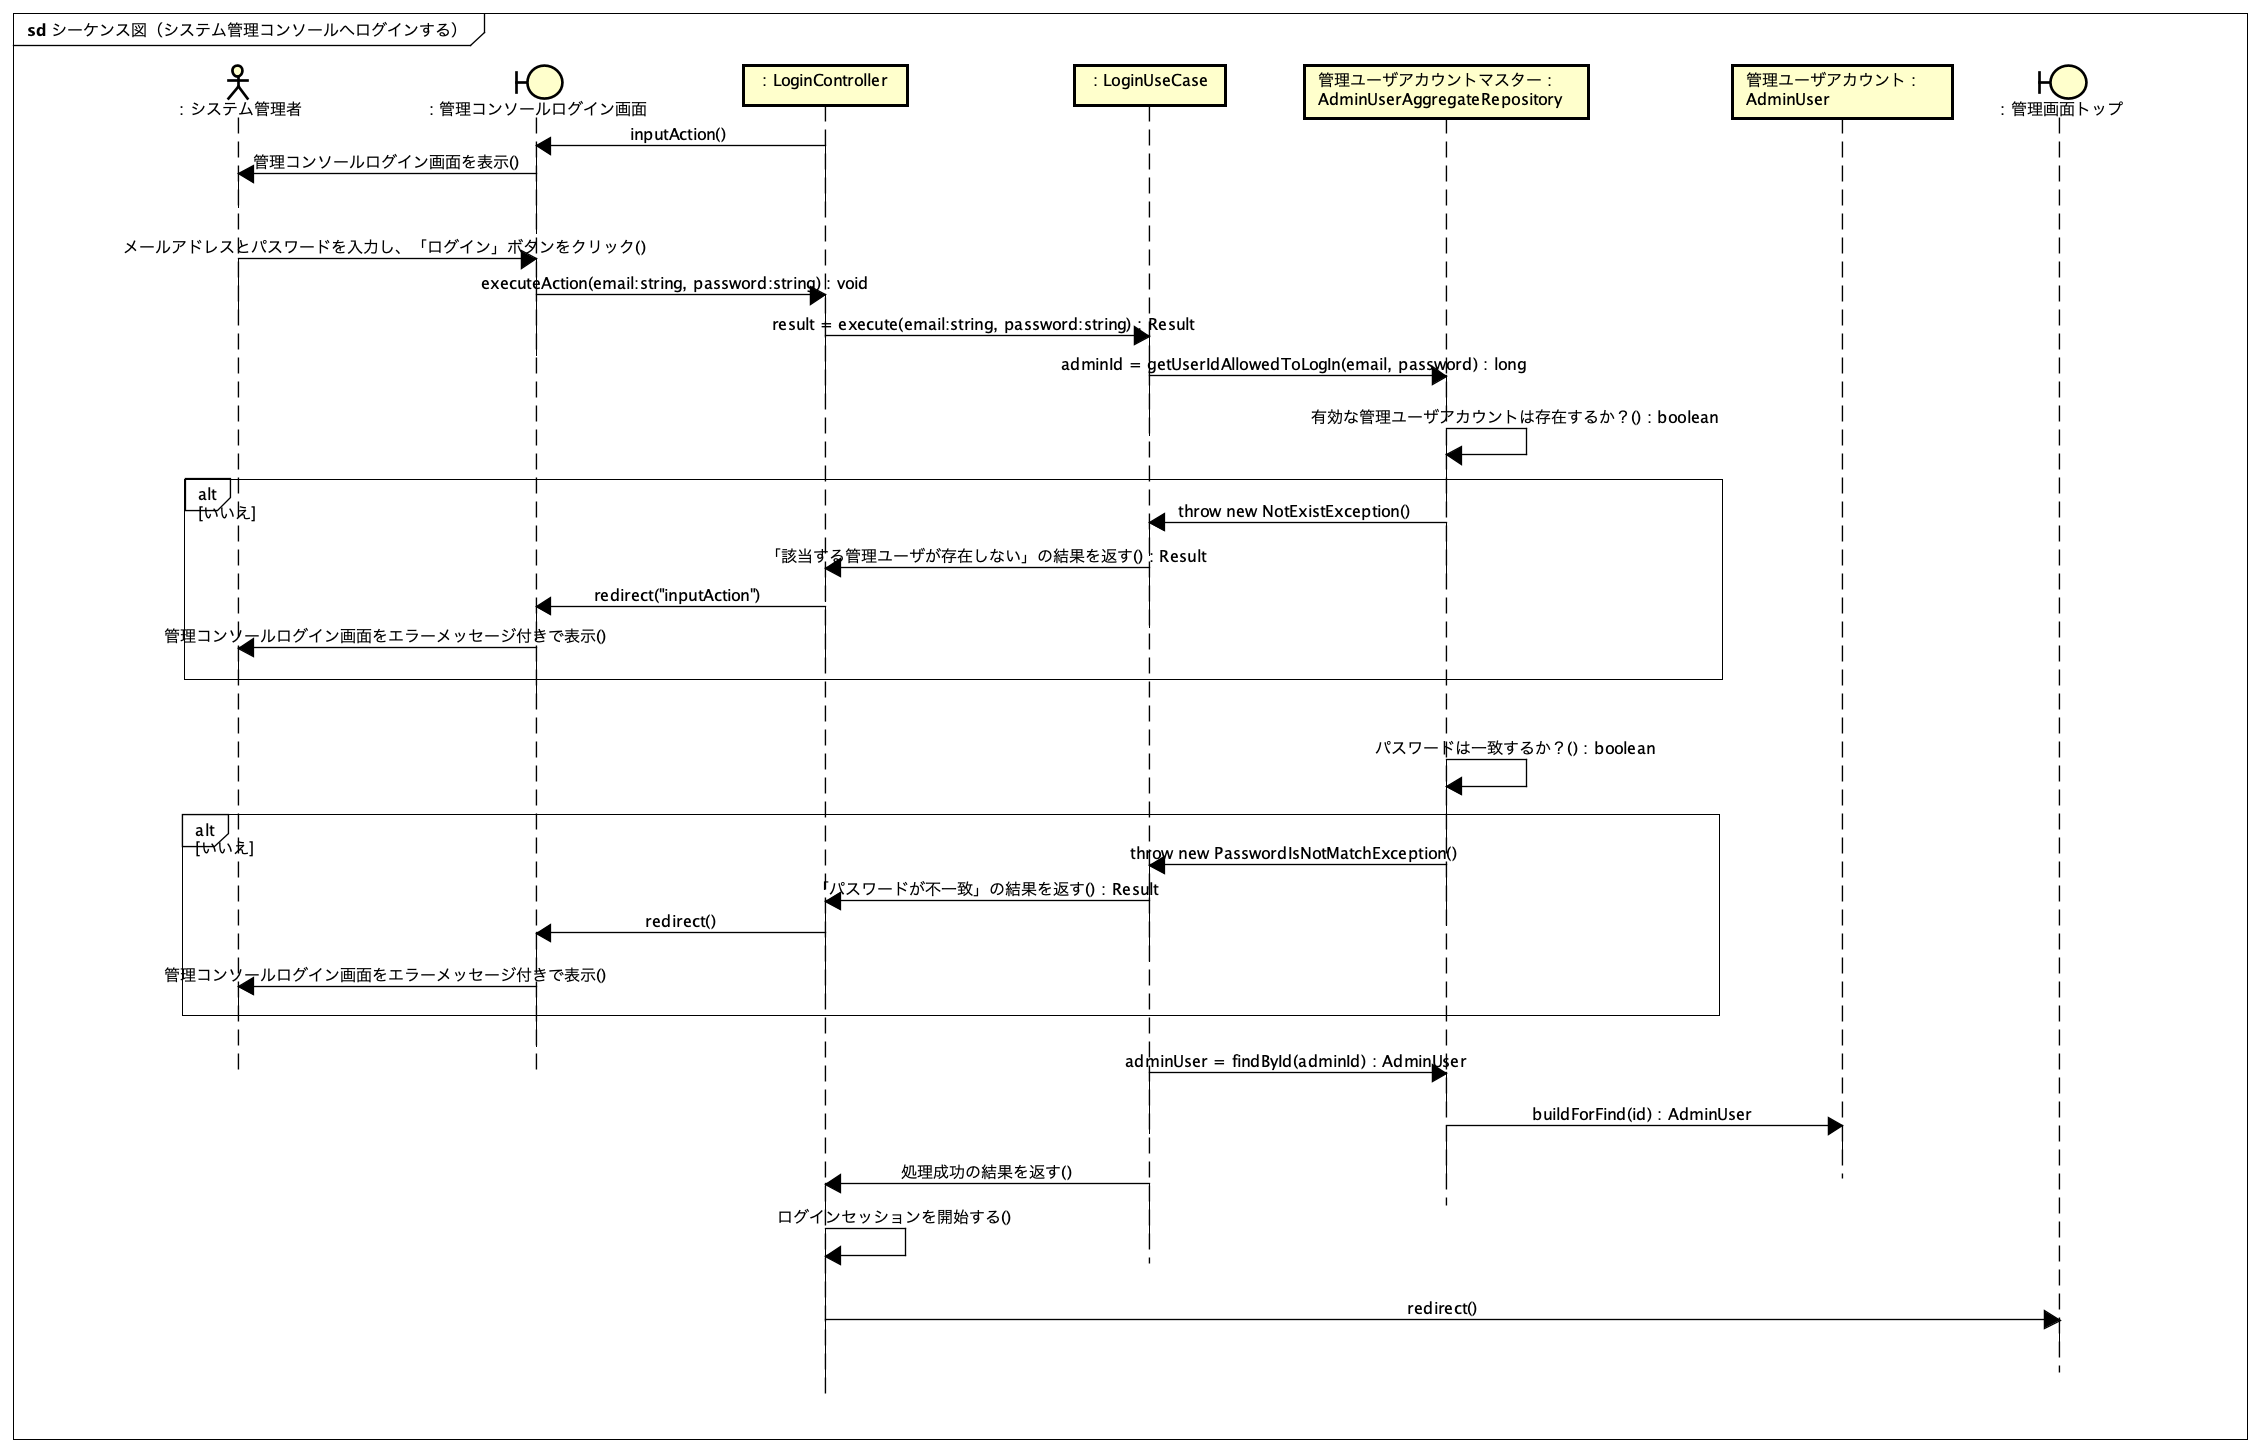 sd シーケンス図（システム管理コンソールへログインする）
: システム管理者
: 管理コンソールログイン画面
: LoginController
: LoginUseCase
管理ユーザアカウントマスター :
AdminUserAggregateRepository
管理ユーザアカウント :
AdminUser
: 管理画面トップ
inputAction()
管理コンソールログイン画面を表示()
メールアドレスとパスワードを入力し、「ログイン」ボタンをクリック()
executeAction(email:string, password:string) : void
result = execute(email:string, password:string) : Result
adminId = getUserIdAllowedToLogIn(email, password) : long
有効な管理ユーザアカウントは存在するか？() : boolean
alt
[いいえ]
throw new NotExistException()
「該当する管理ユーザが存在しない」の結果を返す() : Result
redirect("inputAction")
管理コンソールログイン画面をエラーメッセージ付きで表示()
パスワードは一致するか？() : boolean
alt
[いいえ]
throw new PasswordIsNotMatchException()
「パスワードが不一致」の結果を返す() : Result
redirect()
管理コンソールログイン画面をエラーメッセージ付きで表示()
adminUser = findById(adminId) : AdminUser
buildForFind(id) : AdminUser
処理成功の結果を返す()
ログインセッションを開始する()
redirect()